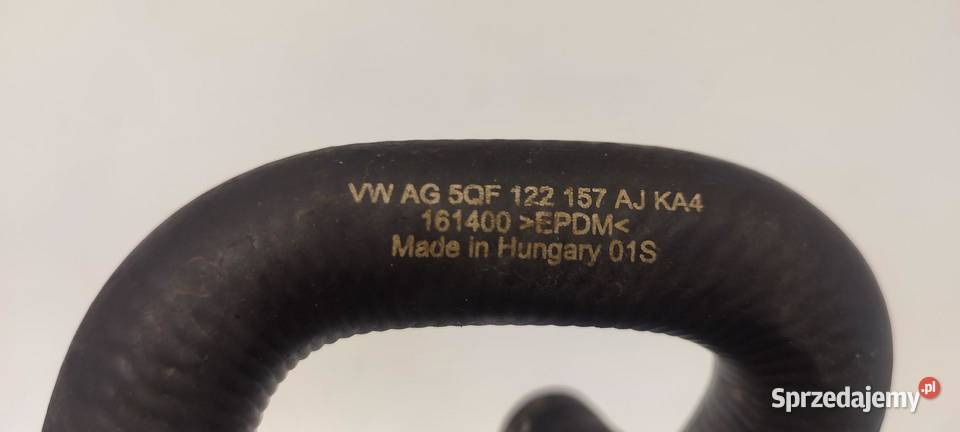 VW AG 5QF 122 157 AJ KA4
161400 >EPDM<
Made in Hungary 01S
Sprzedajemy .pl